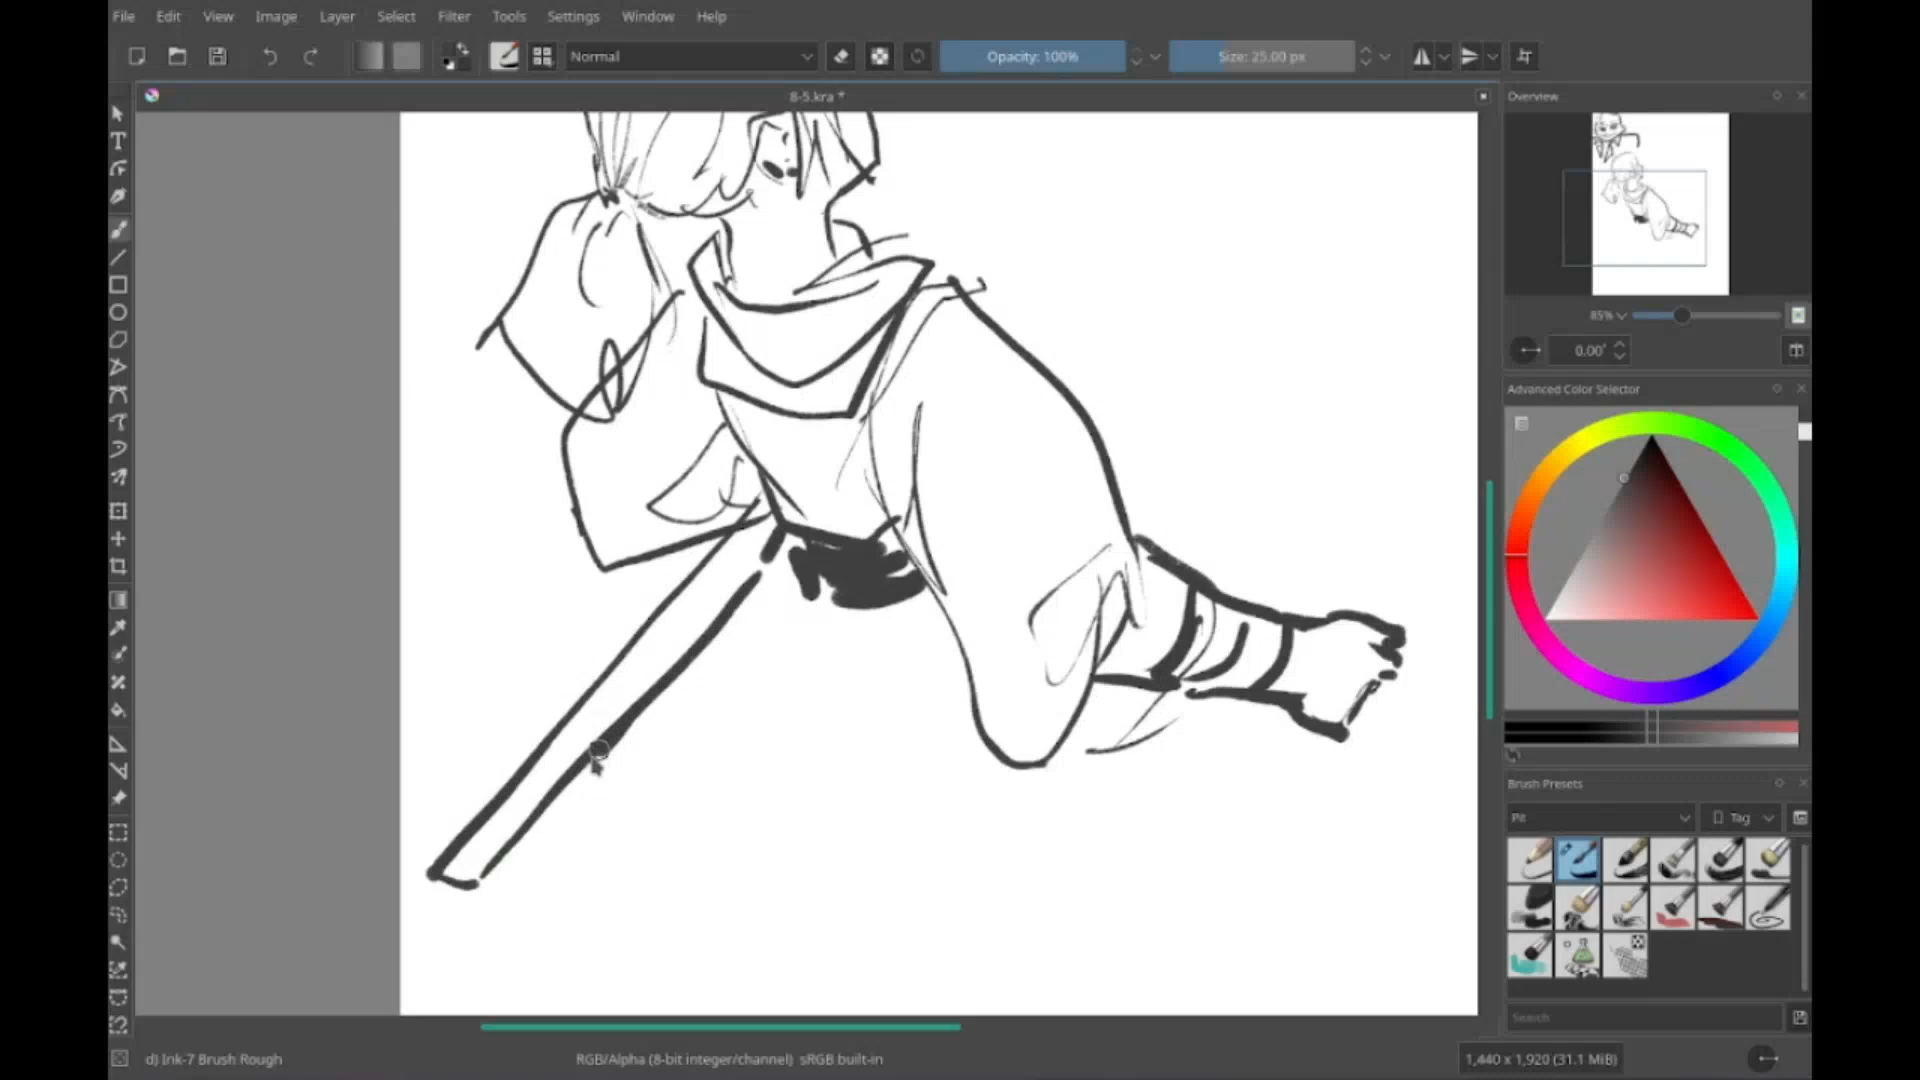 File Edit View Image Layer Select Filter Tools Settings Window Help
Normal Opacity: 100% Size: 25.00 px
8-5.kra *
Overview
85%
0.00°
Advanced Color Selector
Brush Presets
Pit Tag
Search
d) Ink-7 Brush Rough RGB/Alpha (8-bit integer/channel) sRGB built-in 1,440 x 1,920 (31.1 MiB)